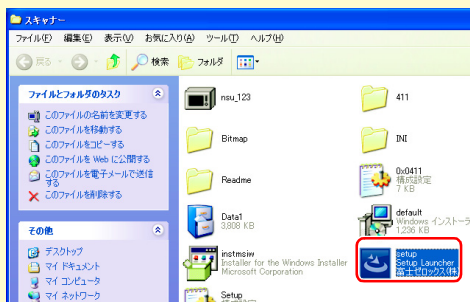 スキャナー
ファイル(F) 編集(E) 表示(V) お気に入り(A) ツール(T) ヘルプ(H)
戻る 検索 フォルダ
ファイルとフォルダのタスク
このファイルの名前を変更する
このファイルを移動する
このファイルをコピーする
このファイルを Web に公開する
このファイルを電子メールで送信
する
このファイルを削除する
その他
デスクトップ
マイ ドキュメント
マイ コンピュータ
マイ ネットワーク
nsu_123
411
Bitmap
INI
Readme
0x0411
構成設定
7 KB
Data1
3,808 KB
default
Windows インストーラ
instmsiw
Installer for the Windows Installer
Microsoft Corporation
setup
Setup Launcher
富士ゼロックス(株
Setup